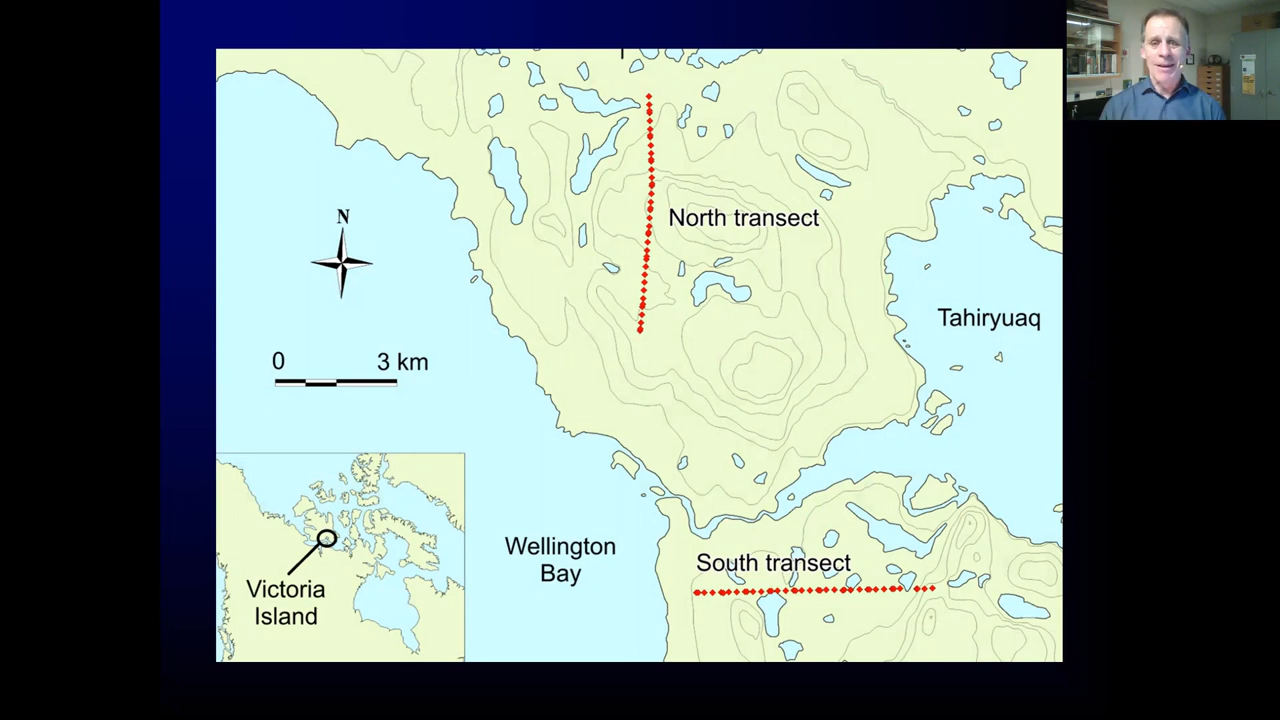 North transect
N
Tahiryuaq
0 3 km
Wellington
Bay
South transect
Victoria
Island